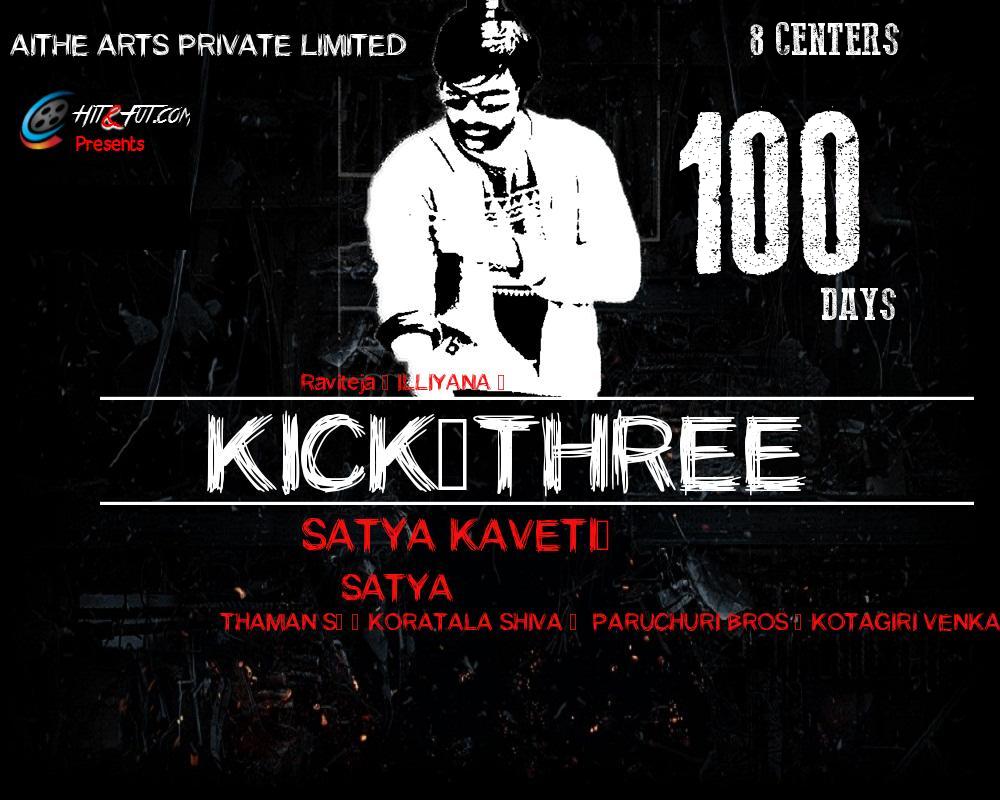 AITHE ARTS PRIVATE LIMITED
8 CENTERS
HIT&FUT.COM
Presents
100
DAYS
Raviteja ▯ ILLIYANA ▯
KICK▯THREE
SATYA KAVETI▯
SATYA
THAMAN S▯ ▯ KORATALA SHIVA ▯ PARUCHURI BROS ▯ KOTAGIRI VENKA